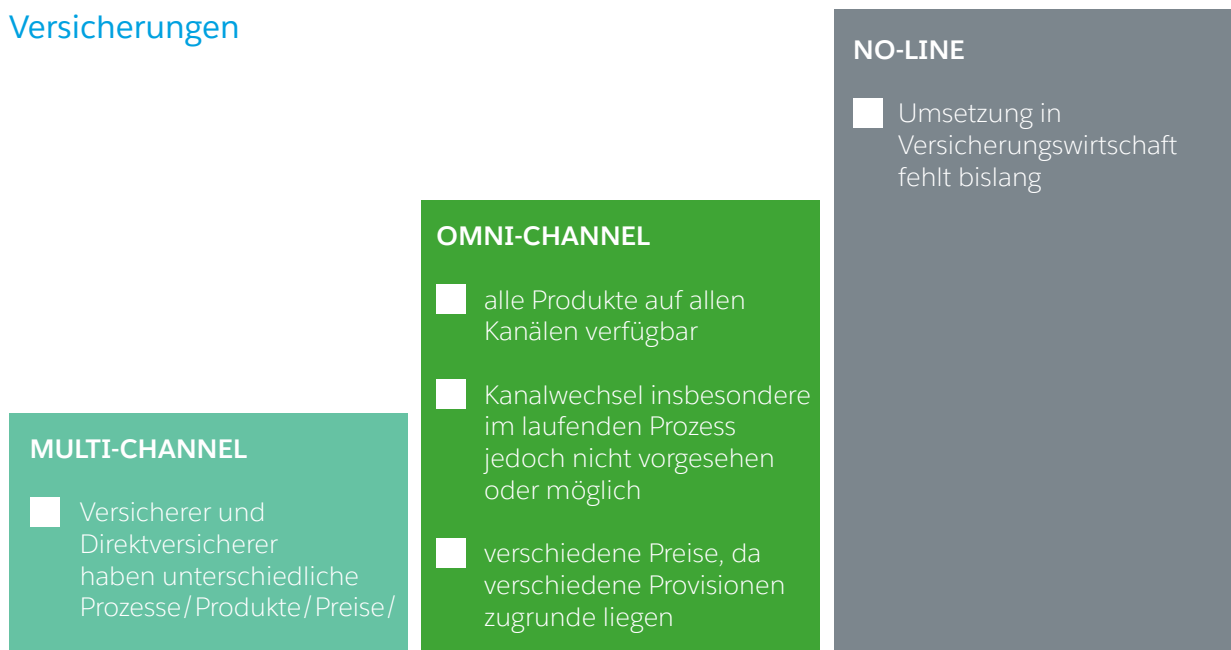 Versicherungen
MULTI-CHANNEL
Versicherer und
Direktversicherer
haben unterschiedliche
Prozesse/Produkte/Preise/
OMNI-CHANNEL
alle Produkte auf allen
Kanälen verfügbar
Kanalwechsel insbesondere
im laufenden Prozess
jedoch nicht vorgesehen
oder möglich
verschiedene Preise, da
verschiedene Provisionen
zugrunde liegen
NO-LINE
Umsetzung in
Versicherungswirtschaft
fehlt bislang